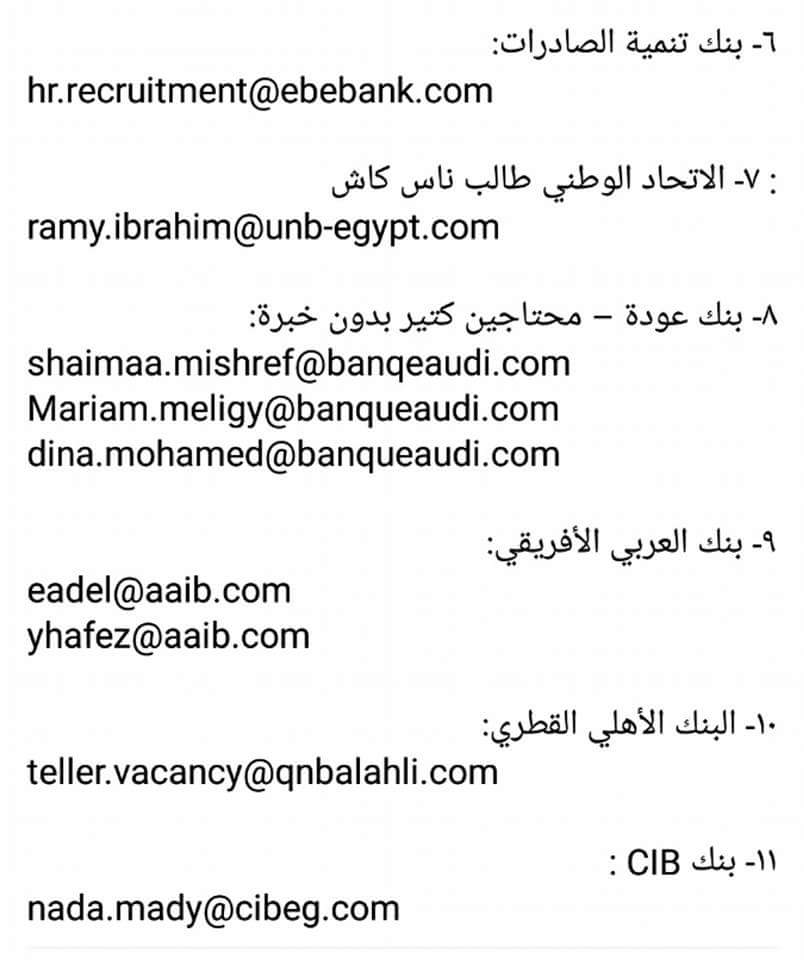 ٦- بنك تنمية الصادرات:
hr.recruitment@ebebank.com
٧- الاتحاد الوطني طالب ناس كاش :
ramy.ibrahim@unb-egypt.com
٨- بنك عودة – محتاجين كتير بدون خبرة:
shaimaa.mishref@banqeaudi.com
Mariam.meligy@banqueaudi.com
dina.mohamed@banqueaudi.com
٩- بنك العربي الأفريقي:
eadel@aaib.com
yhafez@aaib.com
١٠- البنك الأهلي القطري:
teller.vacancy@qnbalahli.com
١١- بنك CIB :
nada.mady@cibeg.com